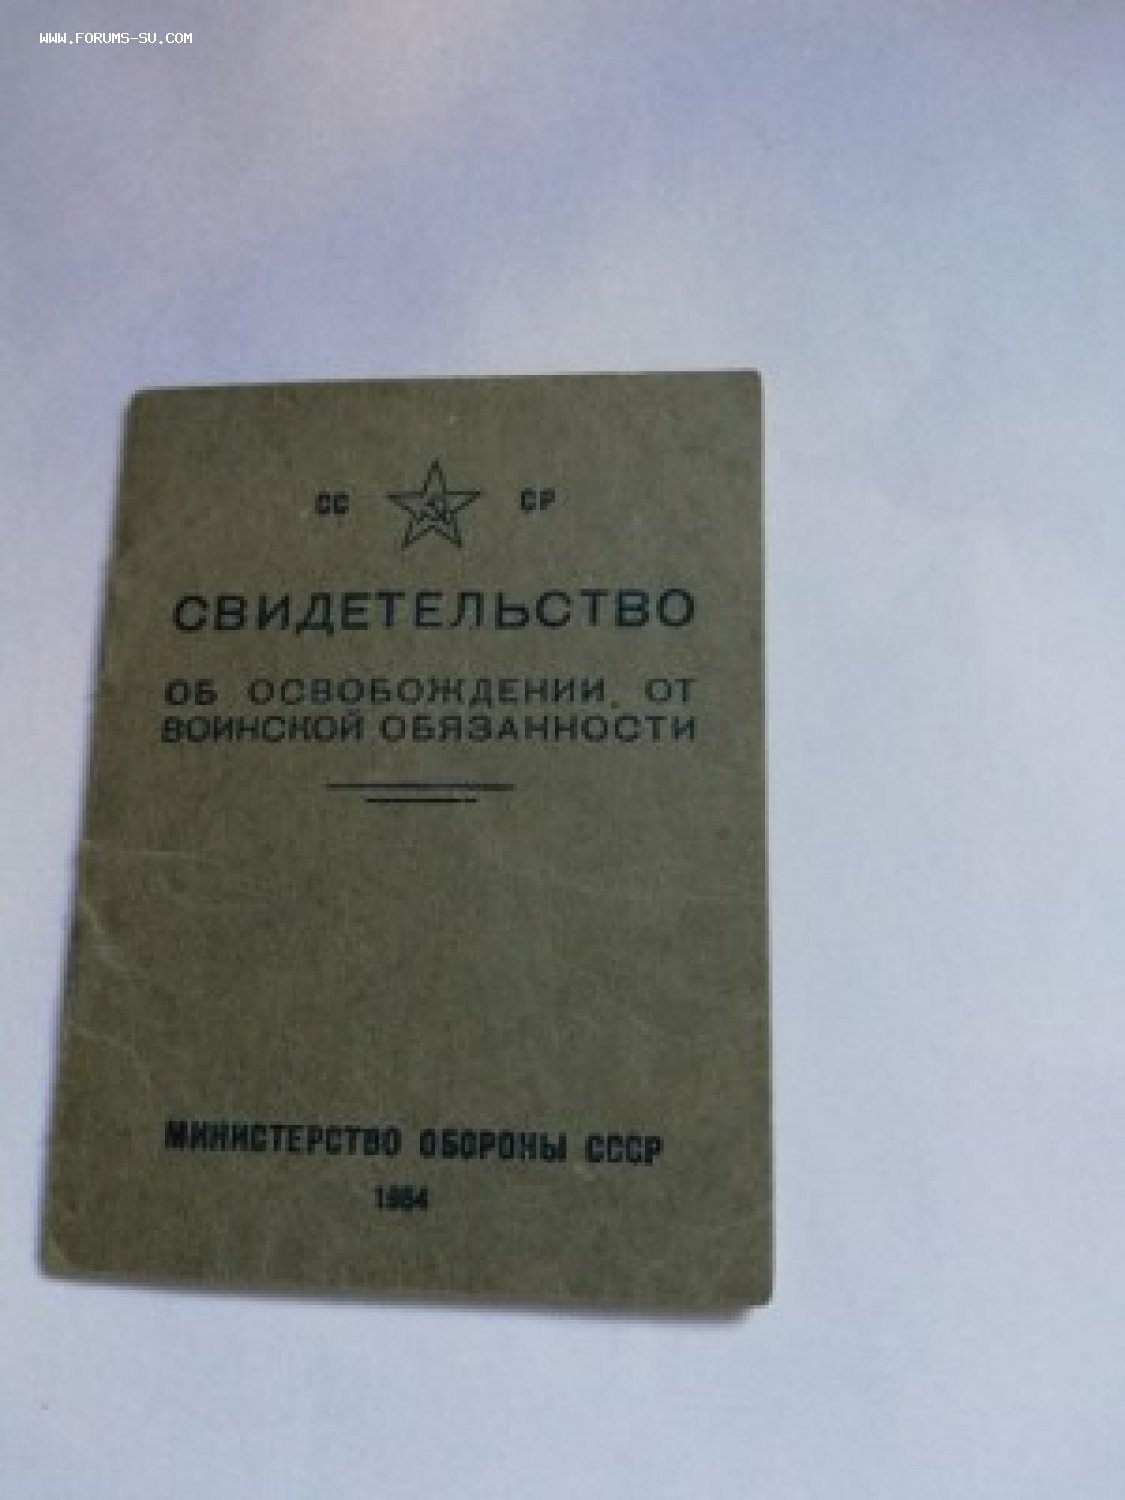 WWW.FORUMS-SU.COM
СС СР
СВИДЕТЕЛЬСТВО
ОБ ОСВОБОЖДЕНИИ ОТ
ВОИНСКОЙ ОБЯЗАННОСТИ
МИНИСТЕРСТВО ОБОРОНЫ СССР